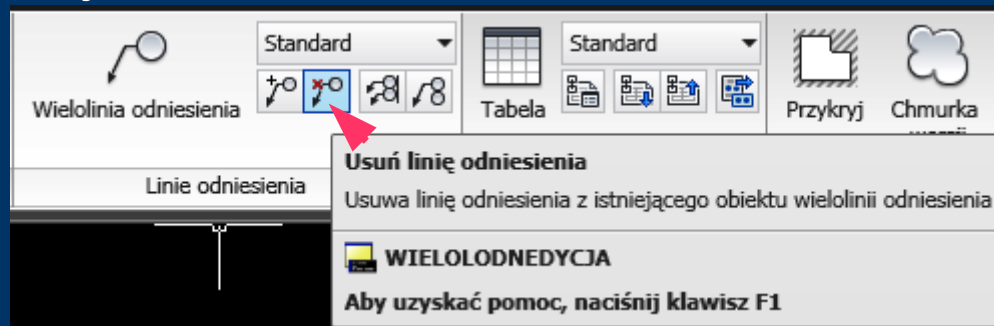 Standard
Standard
Wielolinia odniesienia
Tabela
Przykryj
Chmurka
Linie odniesienia
Usuń linię odniesienia
Usuwa linię odniesienia z istniejącego obiektu wielolinii odniesienia
WIELOLODNEDYCJA
Aby uzyskać pomoc, naciśnij klawisz F1